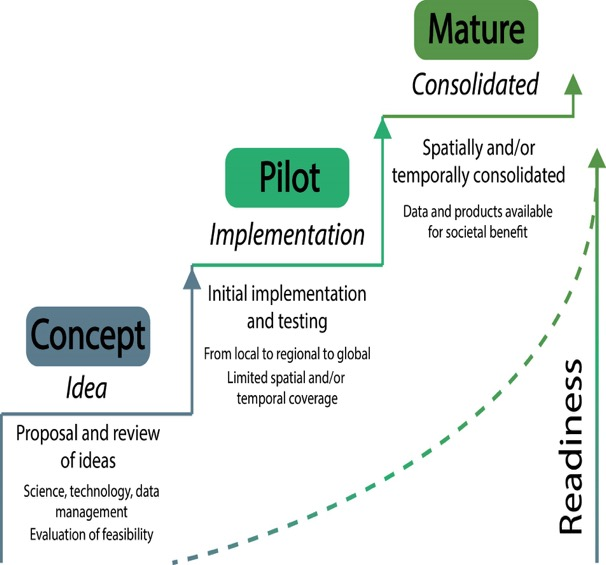 Mature
Consolidated
Spatially and/or
temporally consolidated
Data and products available
for societal benefit
Pilot
Implementation
Initial implementation
and testing
From local to regional to global
Limited spatial and/or
temporal coverage
Concept
Idea
Proposal and review
of ideas
Science, technology, data
management
Evaluation of feasibility
Readiness